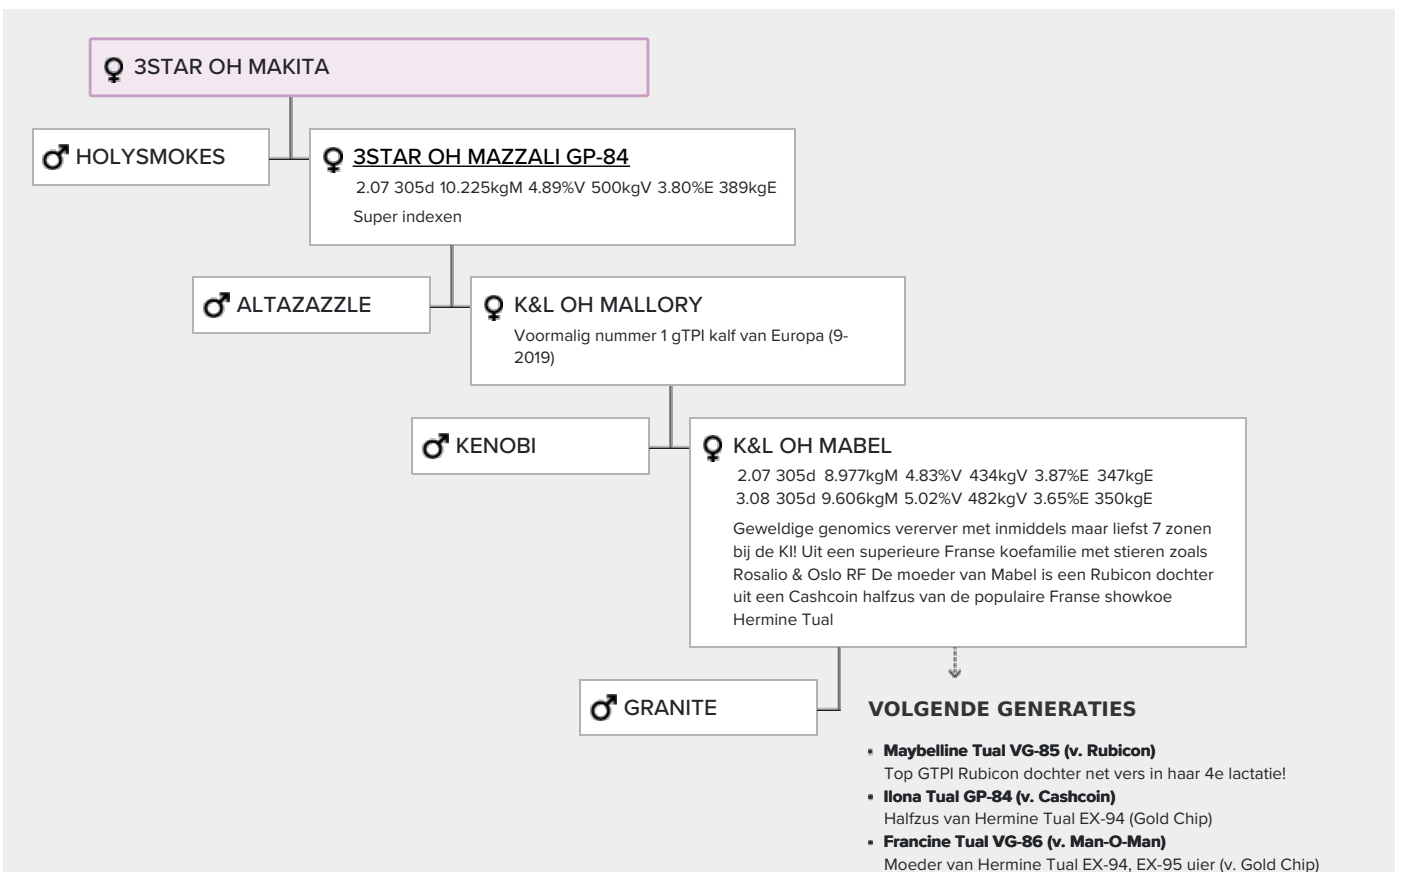 3STAR OH MAKITA
HOLYSMOKES
3STAR OH MAZZALI GP-84
2.07 305d 10.225kgM 4.89%V 500kgV 3.80%E 389kgE
Super indexen
ALTAZAZZLE
K&L OH MALLORY
Voormalig nummer 1 gTPI kalf van Europa (9-
2019)
KENOBI
K&L OH MABEL
2.07 305d 8.977kgM 4.83%V 434kgV 3.87%E 347kgE
3.08 305d 9.606kgM 5.02%V 482kgV 3.65%E 350kgE
Geweldige genomics vererver met inmiddels maar liefst 7 zonen
bij de KI! Uit een superieure Franse koefamilie met stieren zoals
Rosalio & Oslo RF De moeder van Mabel is een Rubicon dochter
uit een Cashcoin halfzus van de populaire Franse showkoe
Hermine Tual
GRANITE
VOLGENDE GENERATIES
• Maybelline Tual VG-85 (v. Rubicon)
Top GTPI Rubicon dochter net vers in haar 4e lactatie!
• Ilona Tual GP-84 (v. Cashcoin)
Halfzus van Hermine Tual EX-94 (Gold Chip)
• Francine Tual VG-86 (v. Man-O-Man)
Moeder van Hermine Tual EX-94, EX-95 uier (v. Gold Chip)